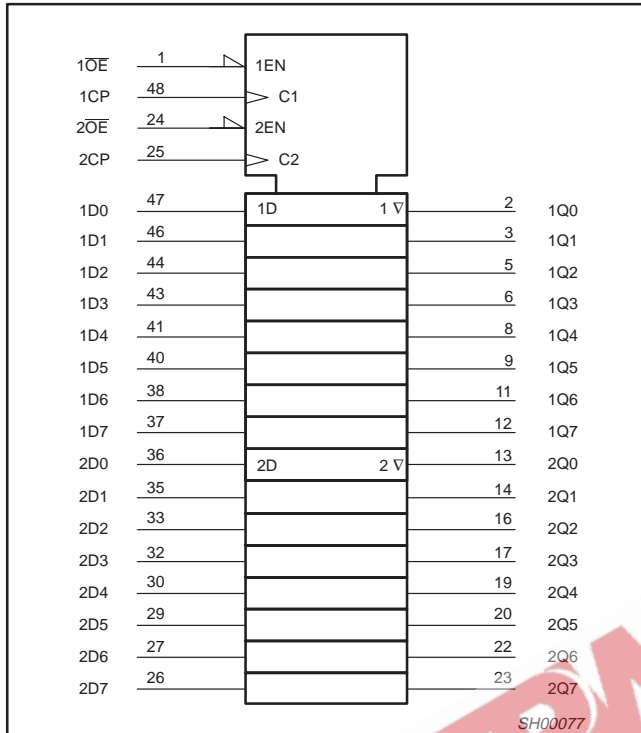 1OE 1 1EN
1CP 48 C1
2OE 24 2EN
2CP 25 C2
1D0 47 1D 1 ∇ 2 1Q0
1D1 46 3 1Q1
1D2 44 5 1Q2
1D3 43 6 1Q3
1D4 41 8 1Q4
1D5 40 9 1Q5
1D6 38 11 1Q6
1D7 37 12 1Q7
2D0 36 2D 2 ∇ 13 2Q0
2D1 35 14 2Q1
2D2 33 16 2Q2
2D3 32 17 2Q3
2D4 30 19 2Q4
2D5 29 20 2Q5
2D6 27 22 2Q6
2D7 26 23 2Q7
SH00077